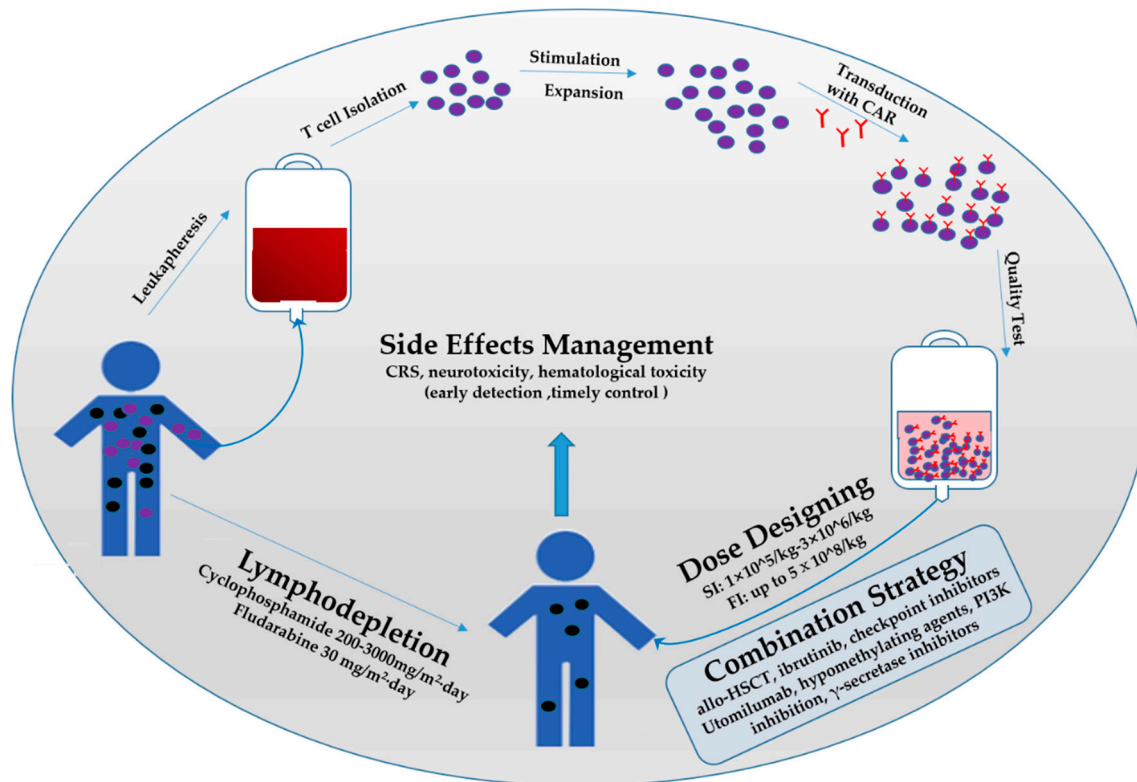 Leukapheresis
T cell Isolation
Stimulation
Expansion
Transduction
with CAR
Quality Test
Side Effects Management
CRS, neurotoxicity, hematological toxicity
(early detection ,timely control )
Lymphodepletion
Cyclophosphamide 200-3000mg/m²-day
Fludarabine 30 mg/m²-day
Dose Designing
SI: 1×10^5/kg-3×10^6/kg
FI: up to 5 x 10^8/kg
Combination Strategy
allo-HSCT, ibrutinib, checkpoint inhibitors
Utomilumab, hypomethylating agents, PI3K
inhibition, γ-secretase inhibitors